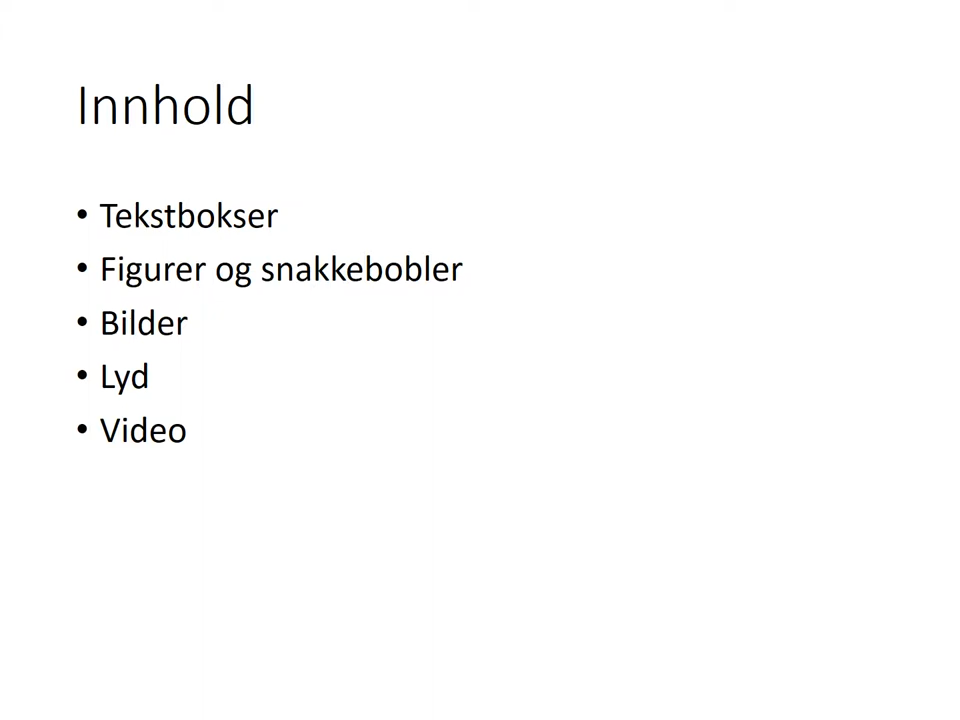 Innhold
• Tekstbokser
• Figurer og snakkebobler
• Bilder
• Lyd
• Video